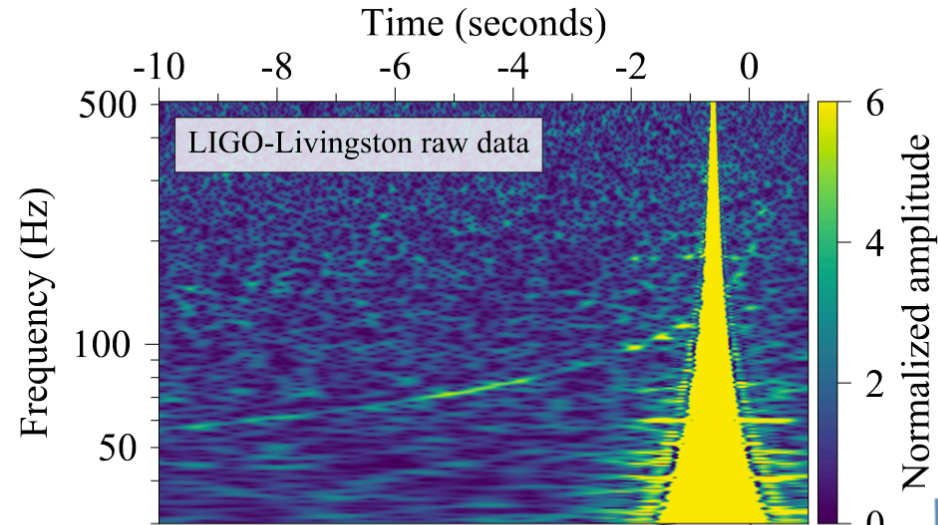 Time (seconds)
-10 -8 -6 -4 -2 0
500
LIGO-Livingston raw data
100
50
Frequency (Hz)
6
4
2
0
Normalized amplitude